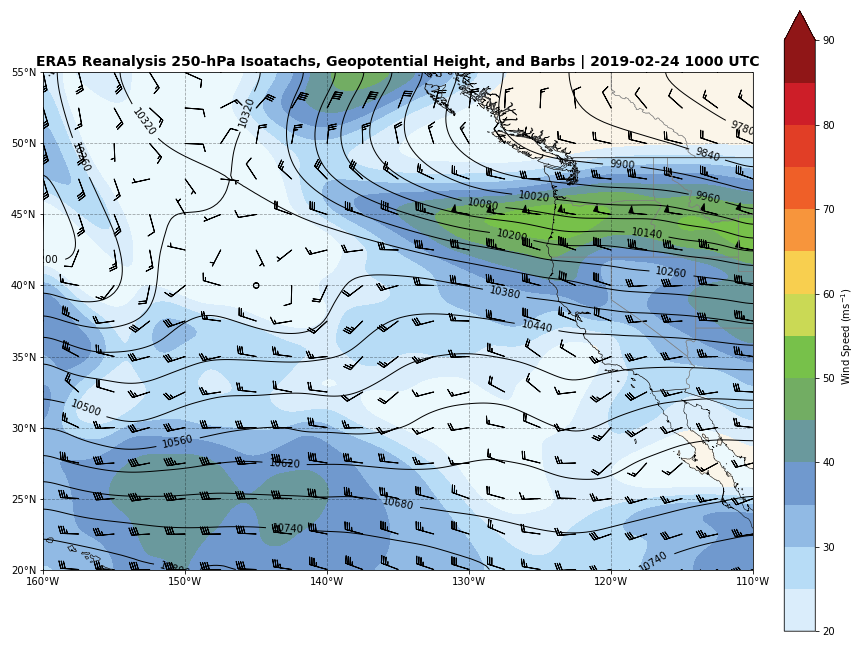 ERA5 Reanalysis 250-hPa Isoatachs, Geopotential Height, and Barbs | 2019-02-24 1000 UTC
90
80
70
60
50
40
30
20
Wind Speed (ms⁻¹)
55°N
50°N
45°N
40°N
35°N
30°N
25°N
20°N
160°W
150°W
140°W
130°W
120°W
110°W
10320
10320
10260
9780
9840
9900
9960
10020
10080
10140
10200
10260
10380
10440
10500
10560
10620
10680
10740
10740